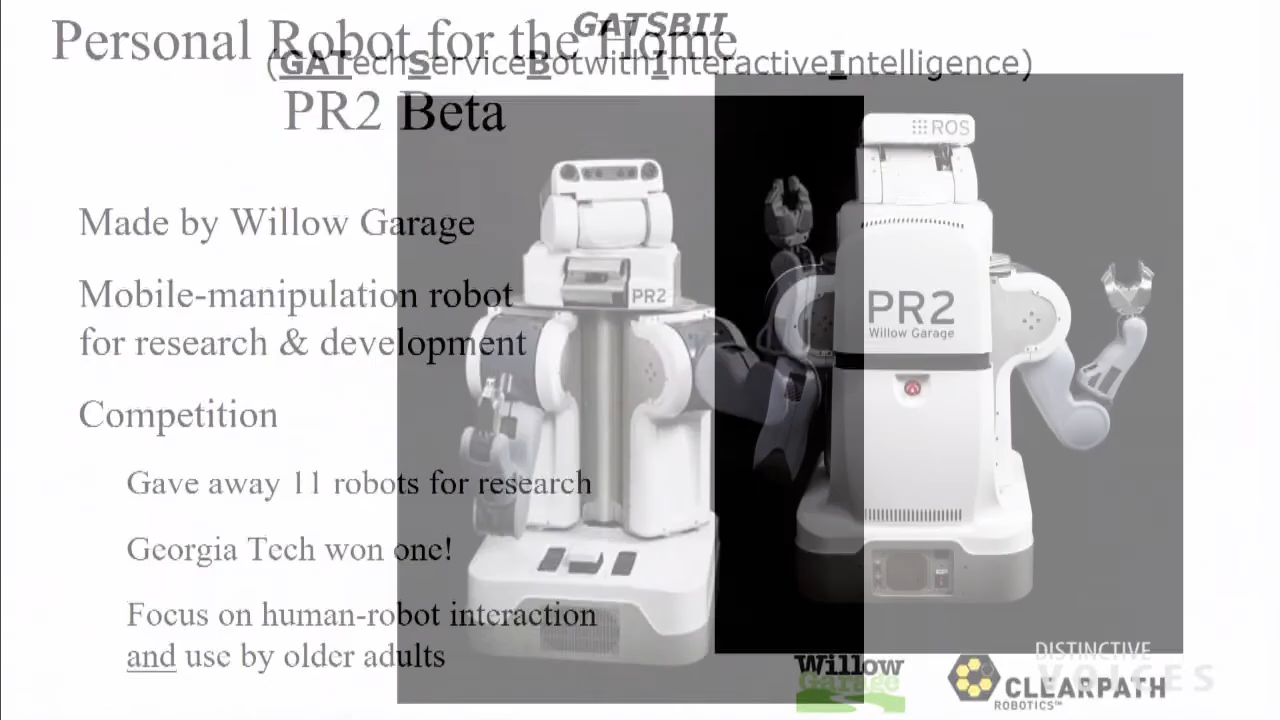 GATSBII
Personal Robot for the Home
(GATechServiceBotwithInteractiveIntelligence)
PR2 Beta
ROS
Made by Willow Garage
Mobile-manipulation robot
PR2
PR2
Willow Garage
for research & development
Competition
Gave away 11 robots for research
Georgia Tech won one!
Focus on human-robot interaction
and use by older adults
DISTINCTIVE
VOICES
Willow
Garage
CLEARPATH
ROBOTICS™